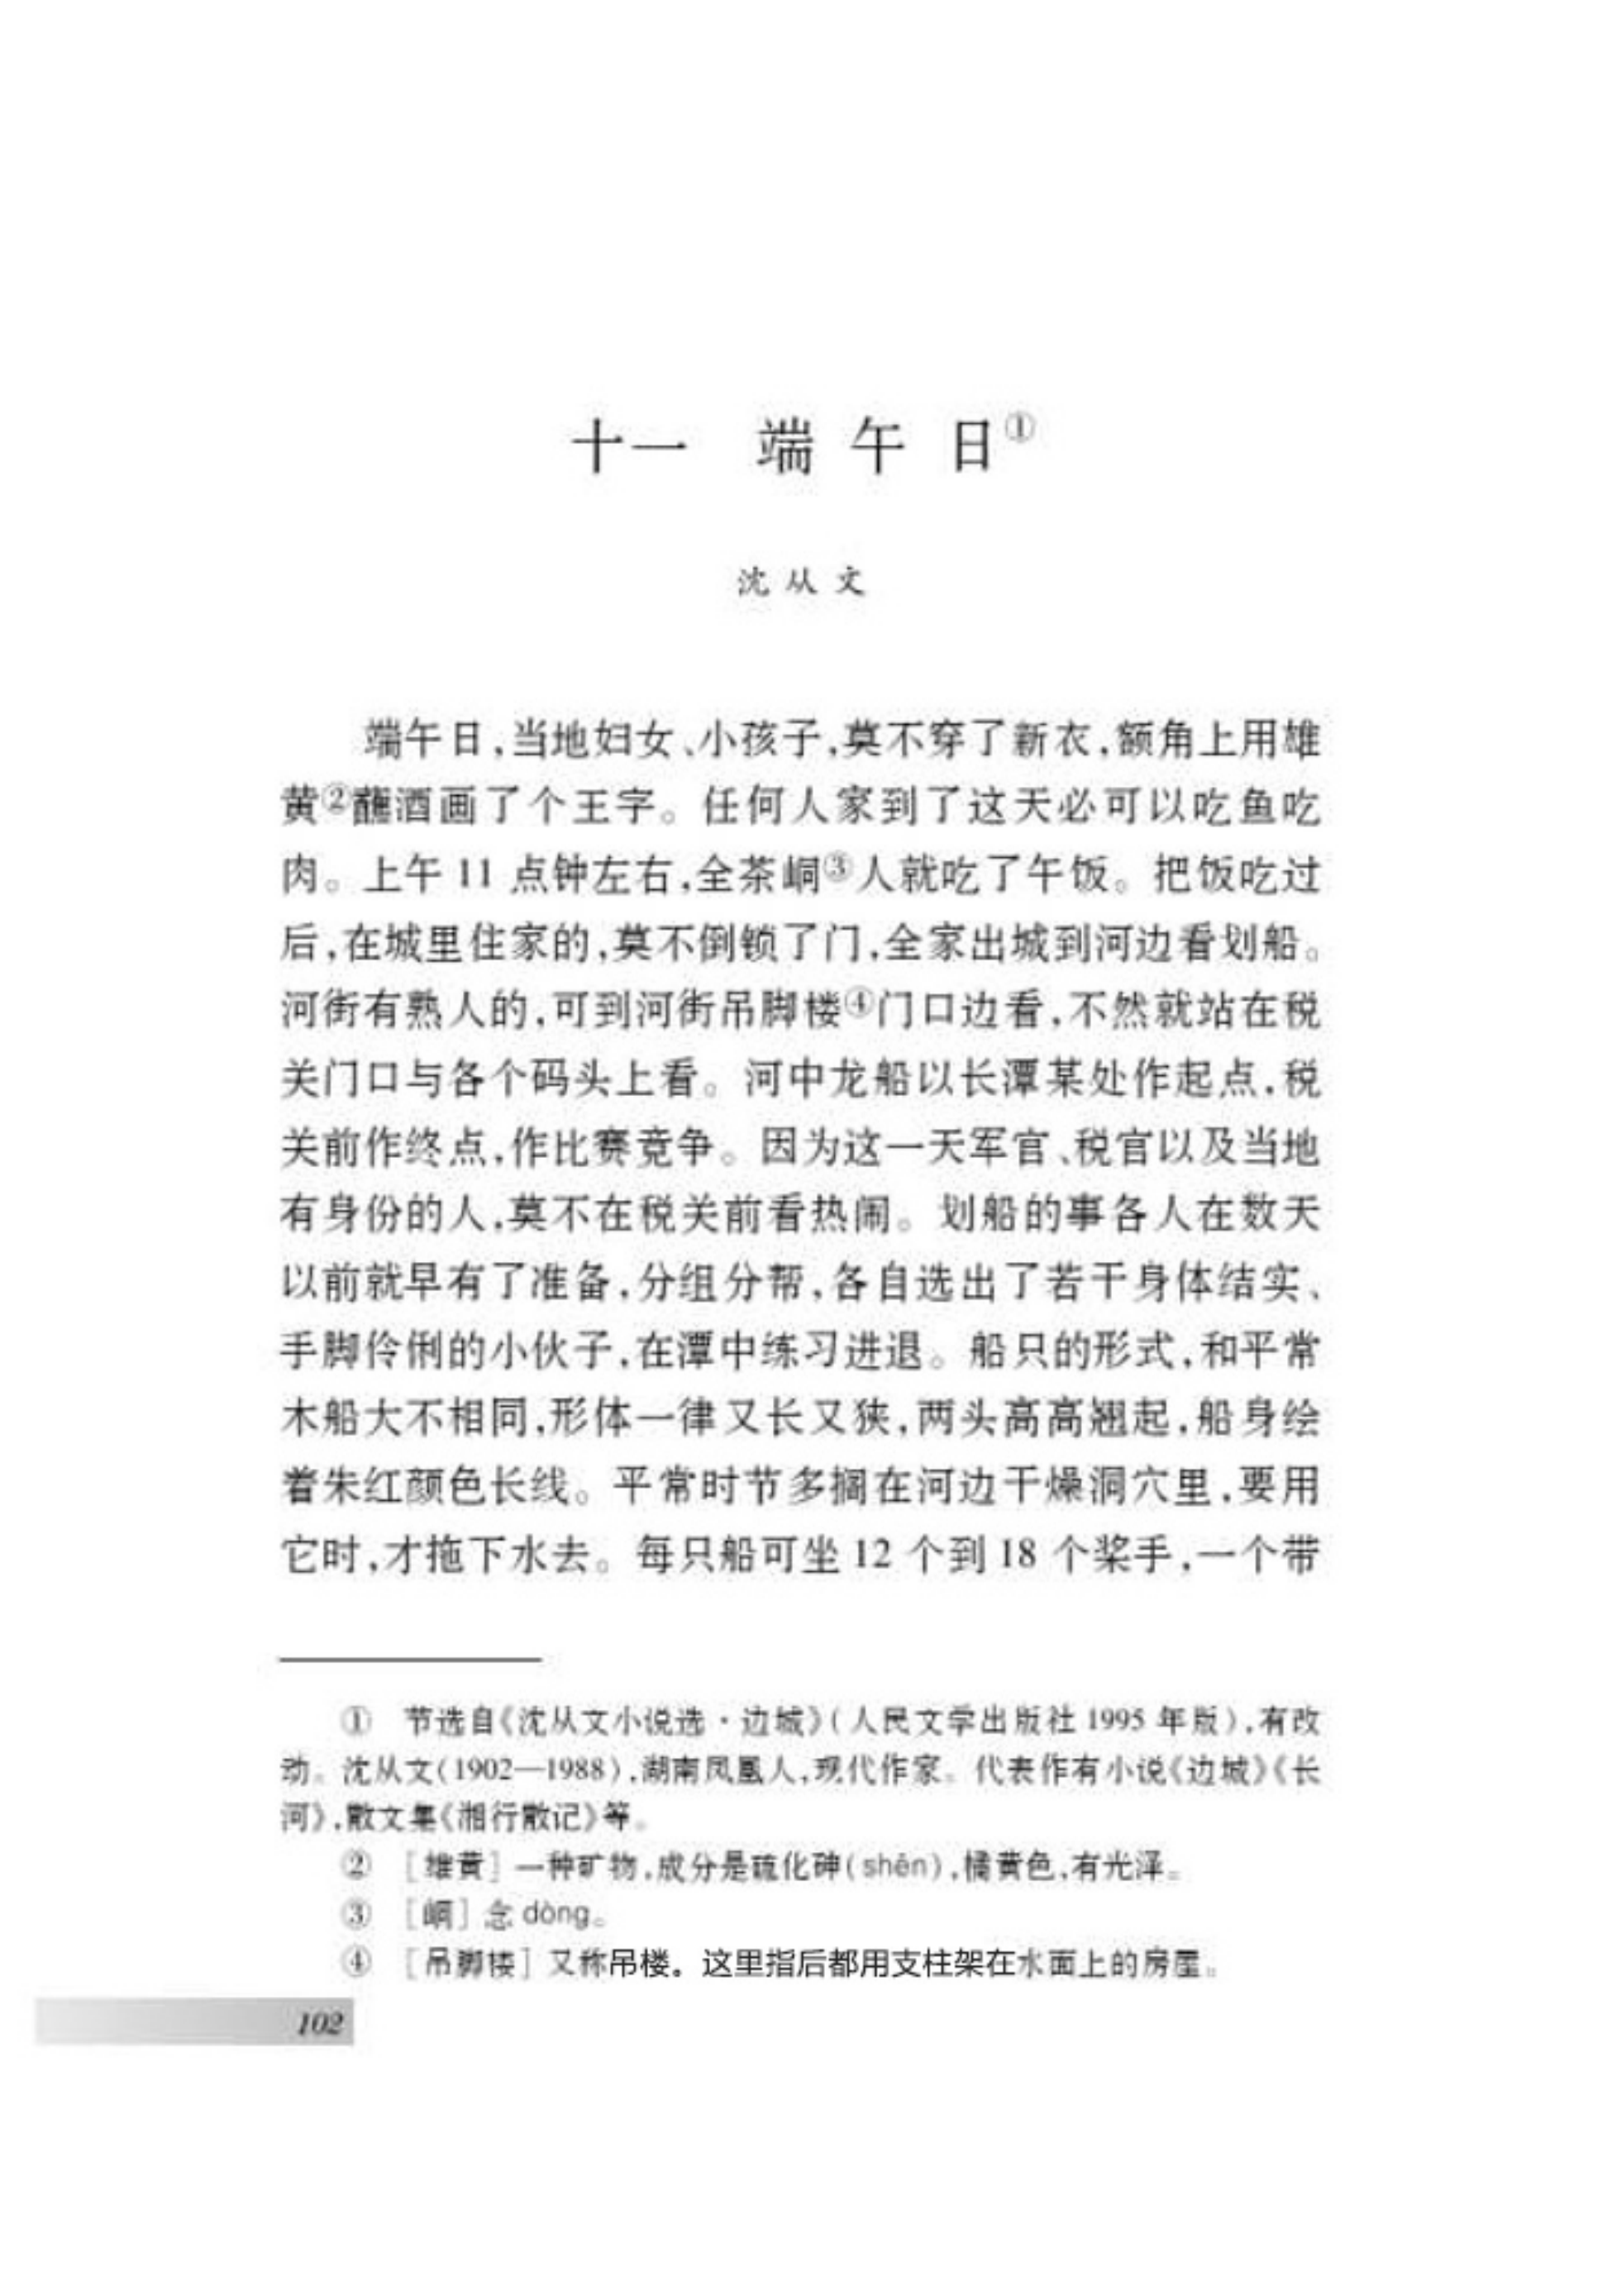 十一 端午日①
沈从文
端午日,当地妇女、小孩子,莫不穿了新衣,额角上用雄
黄②蘸酒画了个王字。任何人家到了这天必可以吃鱼吃
肉。上午 11 点钟左右,全茶峒③人就吃了午饭。把饭吃过
后,在城里住家的,莫不倒锁了门,全家出城到河边看划船。
河街有熟人的,可到河街吊脚楼④门口边看,不然就站在税
关门口与各个码头上看。河中龙船以长潭某处作起点,税
关前作终点,作比赛竞争。因为这一天军官、税官以及当地
有身份的人,莫不在税关前看热闹。划船的事各人在数天
以前就早有了准备,分组分帮,各自选出了若干身体结实、
手脚伶俐的小伙子,在潭中练习进退。船只的形式,和平常
木船大不相同,形体一律又长又狭,两头高高翘起,船身绘
着朱红颜色长线。平常时节多搁在河边干燥洞穴里,要用
它时,才拖下水去。每只船可坐 12 个到 18 个桨手,一个带
① 节选自《沈从文小说选·边城》(人民文学出版社 1995 年版),有改
动。沈从文(1902—1988),湖南凤凰人,现代作家。代表作有小说《边城》《长
河》,散文集《湘行散记》等。
② [雄黄] 一种矿物,成分是硫化砷(shēn),橘黄色,有光泽。
③ [峒] 念 dòng。
④ [吊脚楼] 又称吊楼。这里指后都用支柱架在水面上的房屋。
102